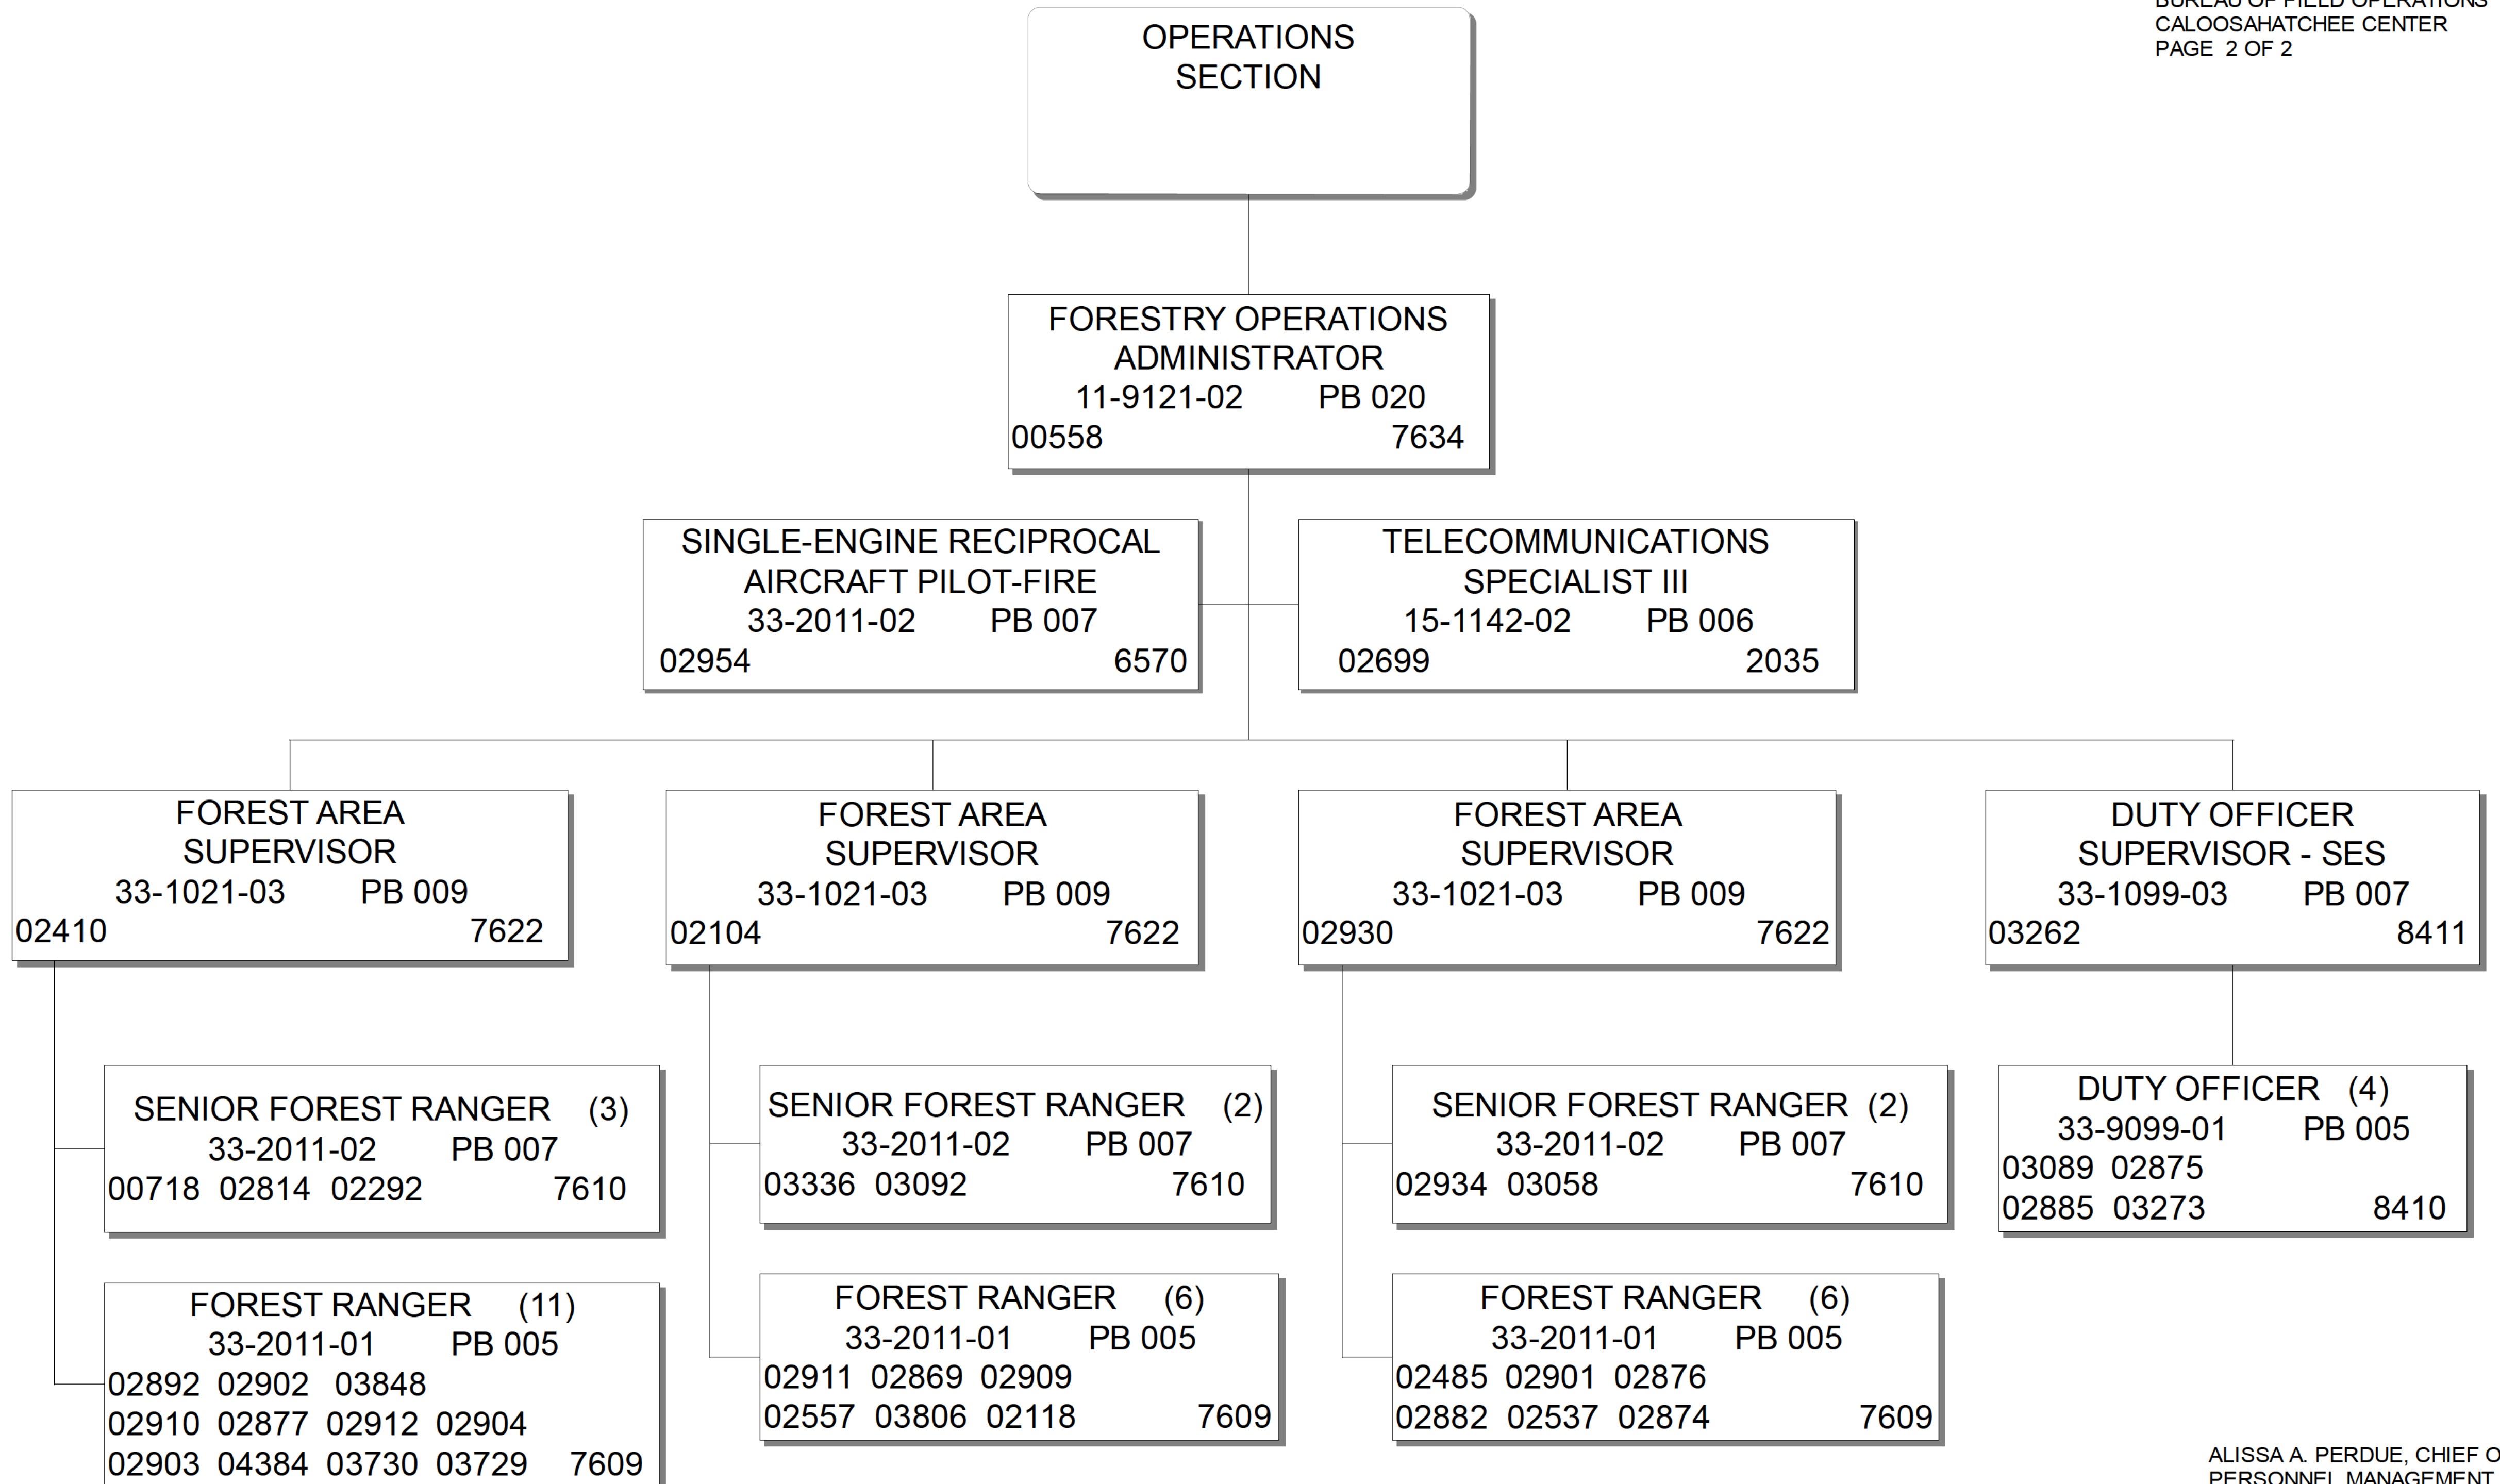 BUREAU OF FIELD OPERATIONS
CALOOSAHATCHEE CENTER
PAGE 2 OF 2
OPERATIONS
SECTION
FORESTRY OPERATIONS
ADMINISTRATOR
11-9121-02 PB 020
00558 7634
SINGLE-ENGINE RECIPROCAL
AIRCRAFT PILOT-FIRE
33-2011-02 PB 007
02954 6570
TELECOMMUNICATIONS
SPECIALIST III
15-1142-02 PB 006
02699 2035
FOREST AREA
SUPERVISOR
33-1021-03 PB 009
02410 7622
FOREST AREA
SUPERVISOR
33-1021-03 PB 009
02104 7622
FOREST AREA
SUPERVISOR
33-1021-03 PB 009
02930 7622
DUTY OFFICER
SUPERVISOR - SES
33-1099-03 PB 007
03262 8411
SENIOR FOREST RANGER (3)
33-2011-02 PB 007
00718 02814 02292 7610
SENIOR FOREST RANGER (2)
33-2011-02 PB 007
03336 03092 7610
SENIOR FOREST RANGER (2)
33-2011-02 PB 007
02934 03058 7610
DUTY OFFICER (4)
33-9099-01 PB 005
03089 02875
02885 03273 8410
FOREST RANGER (11)
33-2011-01 PB 005
02892 02902 03848
02910 02877 02912 02904
02903 04384 03730 03729 7609
FOREST RANGER (6)
33-2011-01 PB 005
02911 02869 02909
02557 03806 02118 7609
FOREST RANGER (6)
33-2011-01 PB 005
02485 02901 02876
02882 02537 02874 7609
ALISSA A. PERDUE, CHIEF
PERSONNEL MANAGEMENT